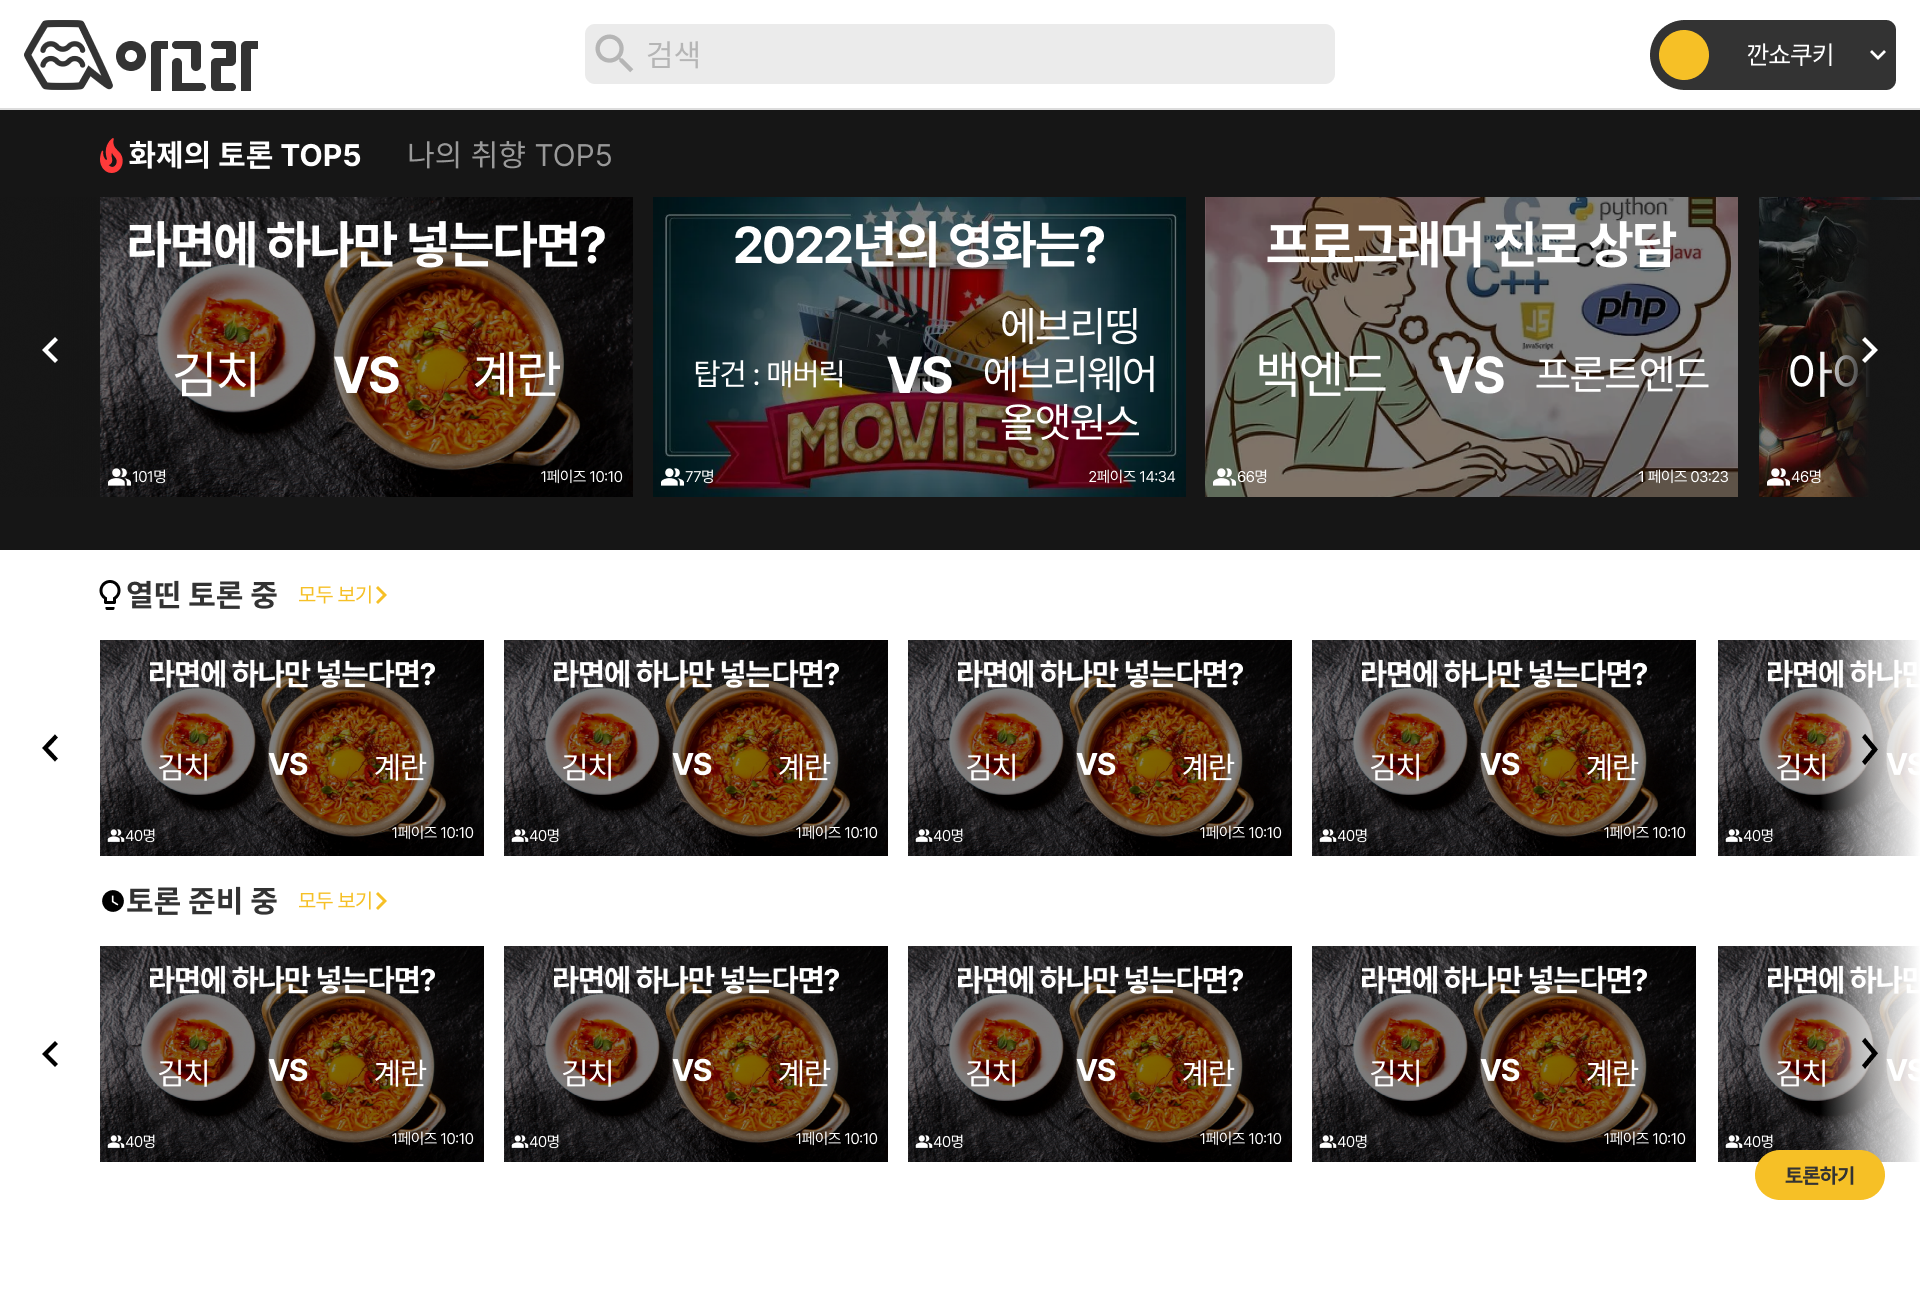 아고라
검색
깐쇼쿠키
화제의 토론 TOP5
나의 취향 TOP5
라면에 하나만 넣는다면?
김치
VS
계란
101명
1페이즈 10:10
2022년의 영화는?
탑건 : 매버릭
VS
에브리띵
에브리웨어
올앳원스
THE
MOVIES
77명
2페이즈 14:34
프로그래머 진로 상담
python
C
C++
Java
JS
JavaScript
php
백엔드
VS
프론트엔드
66명
1 페이즈 03:23
46명
열띤 토론 중
모두 보기
라면에 하나만 넣는다면?
김치
VS
계란
40명
1페이즈 10:10
라면에 하나만 넣는다면?
김치
VS
계란
40명
1페이즈 10:10
라면에 하나만 넣는다면?
김치
VS
계란
40명
1페이즈 10:10
라면에 하나만 넣는다면?
김치
VS
계란
40명
1페이즈 10:10
라면에 하나만
김치
VS
40명
토론 준비 중
모두 보기
라면에 하나만 넣는다면?
김치
VS
계란
40명
1페이즈 10:10
라면에 하나만 넣는다면?
김치
VS
계란
40명
1페이즈 10:10
라면에 하나만 넣는다면?
김치
VS
계란
40명
1페이즈 10:10
라면에 하나만 넣는다면?
김치
VS
계란
40명
1페이즈 10:10
라면에 하나만
김치
VS
40명
토론하기